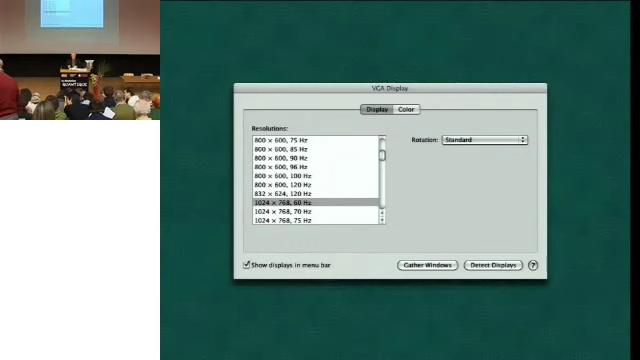 VGA Display
Display Color
Resolutions:
800 × 600, 75 Hz
800 × 600, 85 Hz
800 × 600, 90 Hz
800 × 600, 96 Hz
800 × 600, 100 Hz
800 × 600, 120 Hz
832 × 624, 120 Hz
1024 × 768, 60 Hz
1024 × 768, 70 Hz
1024 × 768, 75 Hz
Rotation: Standard
Show displays in menu bar
Gather Windows
Detect Displays
?